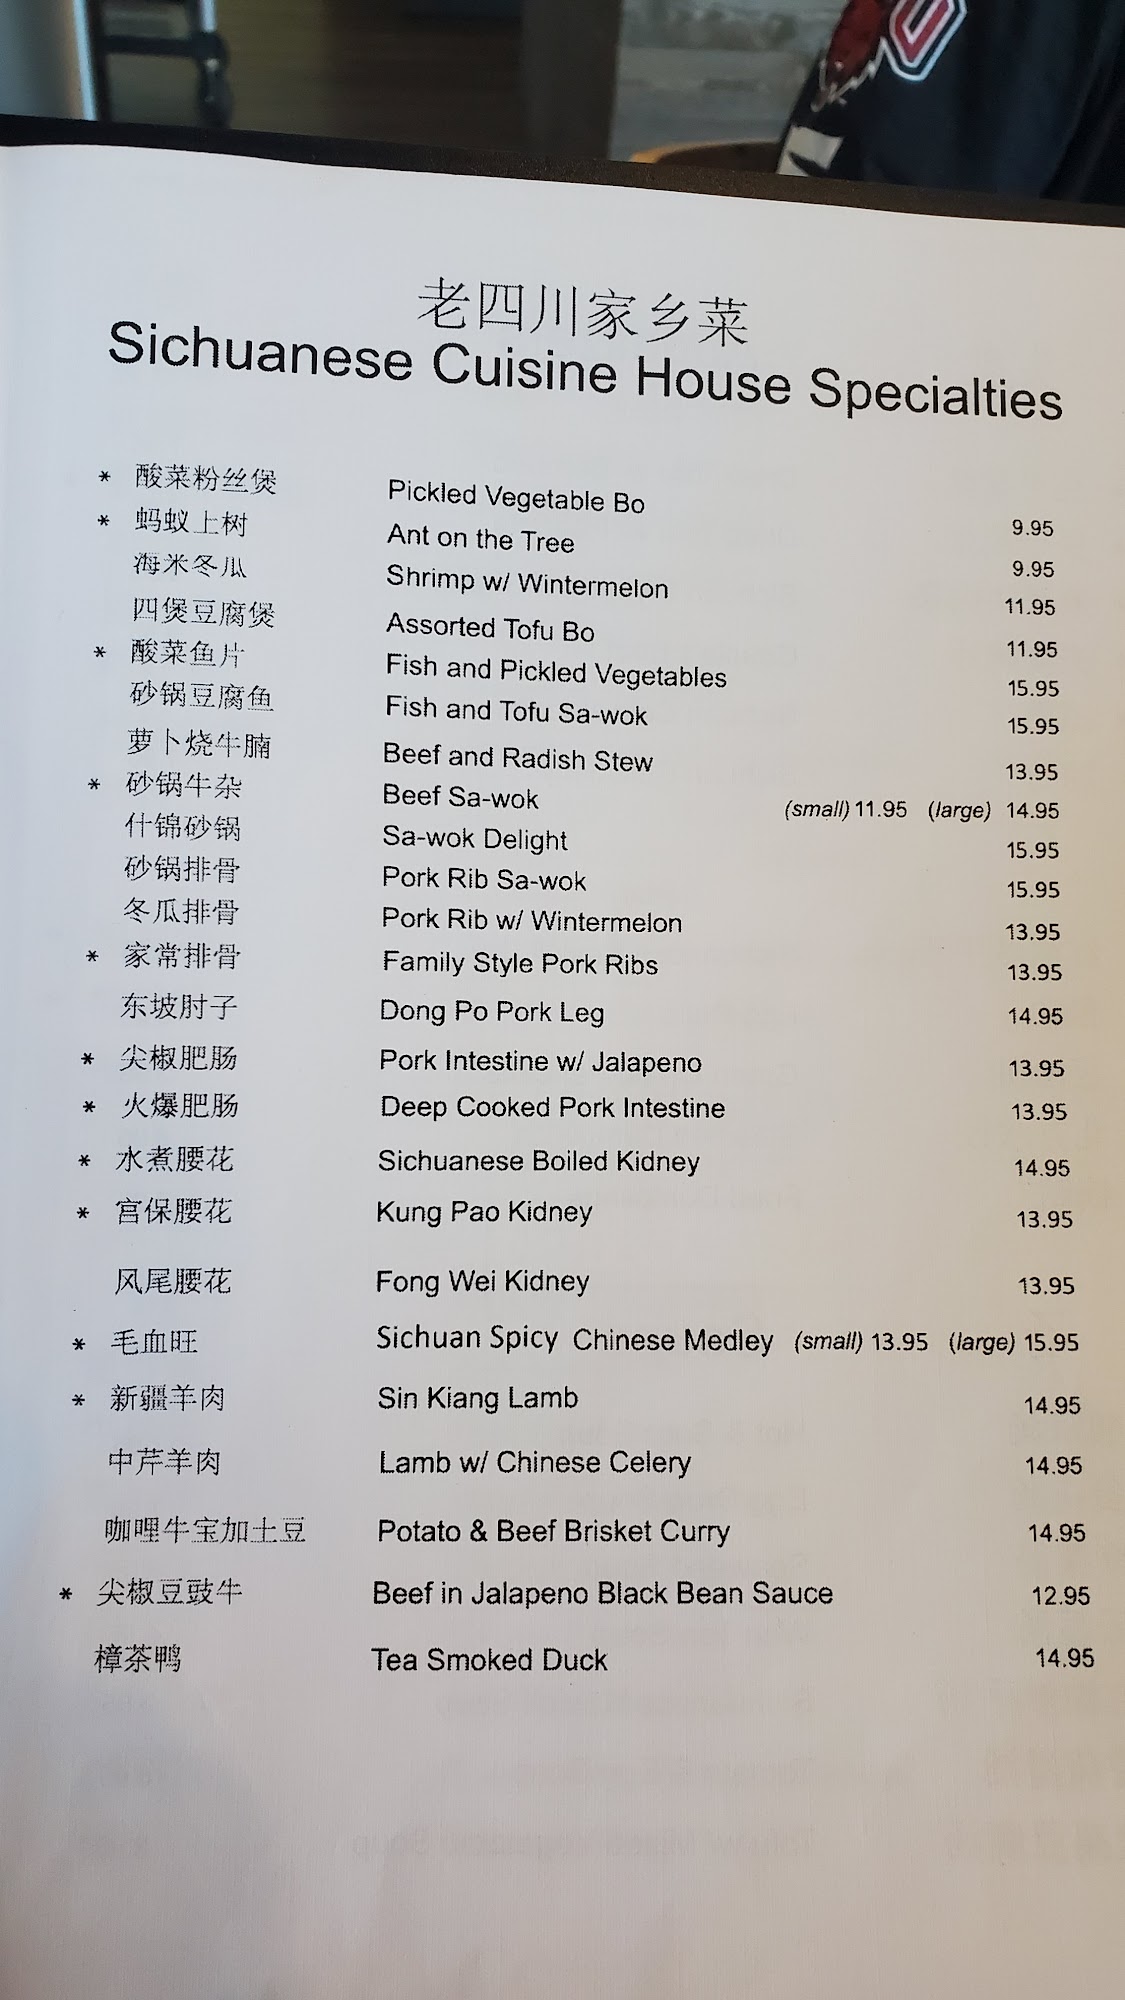 老四川家乡菜
Sichuanese Cuisine House Specialties
* 酸菜粉丝煲 Pickled Vegetable Bo 9.95
* 蚂蚁上树 Ant on the Tree 9.95
海米冬瓜 Shrimp w/ Wintermelon 11.95
四煲豆腐煲 Assorted Tofu Bo 11.95
* 酸菜鱼片 Fish and Pickled Vegetables 15.95
砂锅豆腐鱼 Fish and Tofu Sa-wok 15.95
萝卜烧牛腩 Beef and Radish Stew 13.95
* 砂锅牛杂 Beef Sa-wok (small) 11.95 (large) 14.95
什锦砂锅 Sa-wok Delight 15.95
砂锅排骨 Pork Rib Sa-wok 15.95
冬瓜排骨 Pork Rib w/ Wintermelon 13.95
* 家常排骨 Family Style Pork Ribs 13.95
东坡肘子 Dong Po Pork Leg 14.95
* 尖椒肥肠 Pork Intestine w/ Jalapeno 13.95
* 火爆肥肠 Deep Cooked Pork Intestine 13.95
* 水煮腰花 Sichuanese Boiled Kidney 14.95
* 宫保腰花 Kung Pao Kidney 13.95
风尾腰花 Fong Wei Kidney 13.95
* 毛血旺 Sichuan Spicy Chinese Medley (small) 13.95 (large) 15.95
* 新疆羊肉 Sin Kiang Lamb 14.95
中芹羊肉 Lamb w/ Chinese Celery 14.95
咖哩牛宝加土豆 Potato & Beef Brisket Curry 14.95
* 尖椒豆豉牛 Beef in Jalapeno Black Bean Sauce 12.95
樟茶鸭 Tea Smoked Duck 14.95